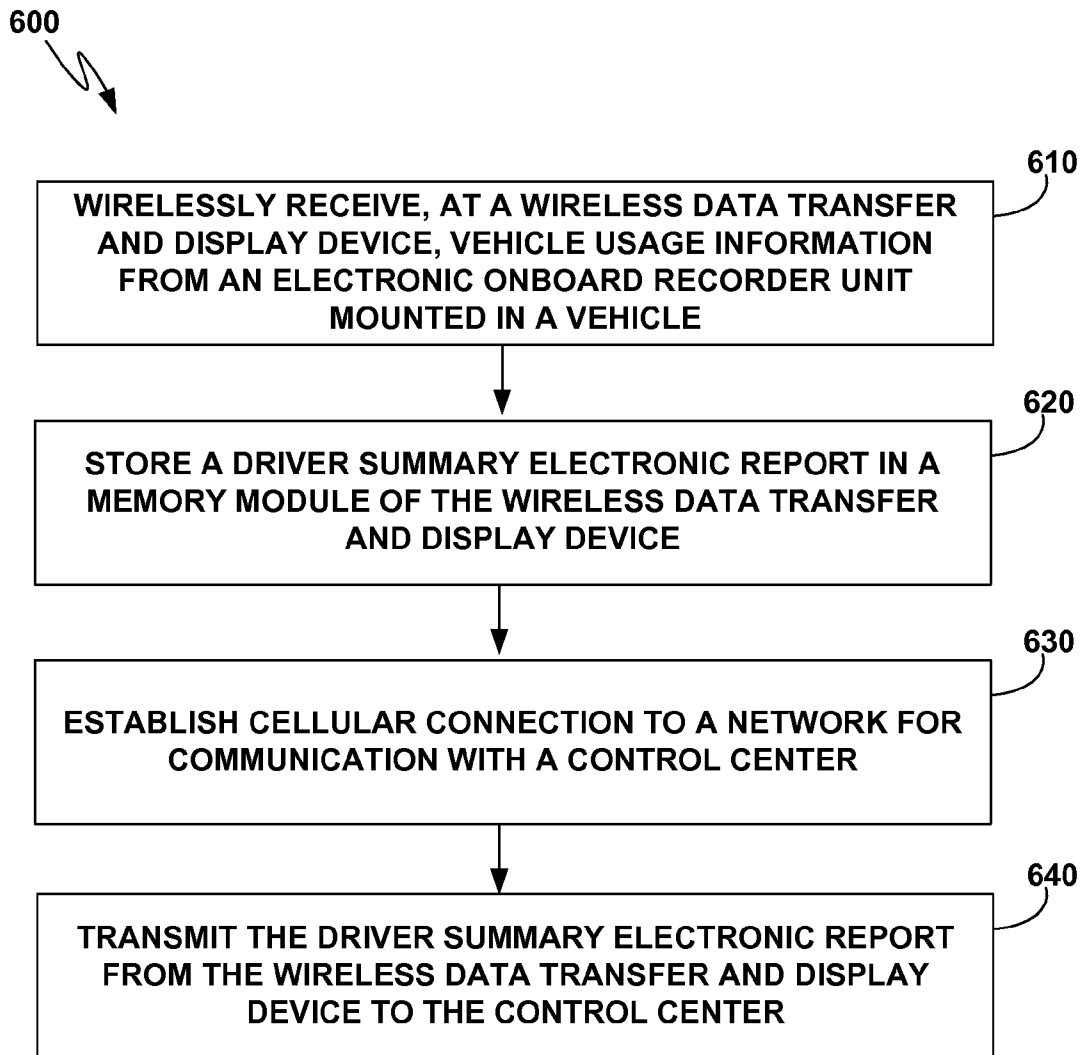 600
610
WIRELESSLY RECEIVE, AT A WIRELESS DATA TRANSFER
AND DISPLAY DEVICE, VEHICLE USAGE INFORMATION
FROM AN ELECTRONIC ONBOARD RECORDER UNIT
MOUNTED IN A VEHICLE
620
STORE A DRIVER SUMMARY ELECTRONIC REPORT IN A
MEMORY MODULE OF THE WIRELESS DATA TRANSFER
AND DISPLAY DEVICE
630
ESTABLISH CELLULAR CONNECTION TO A NETWORK FOR
COMMUNICATION WITH A CONTROL CENTER
640
TRANSMIT THE DRIVER SUMMARY ELECTRONIC REPORT
FROM THE WIRELESS DATA TRANSFER AND DISPLAY
DEVICE TO THE CONTROL CENTER